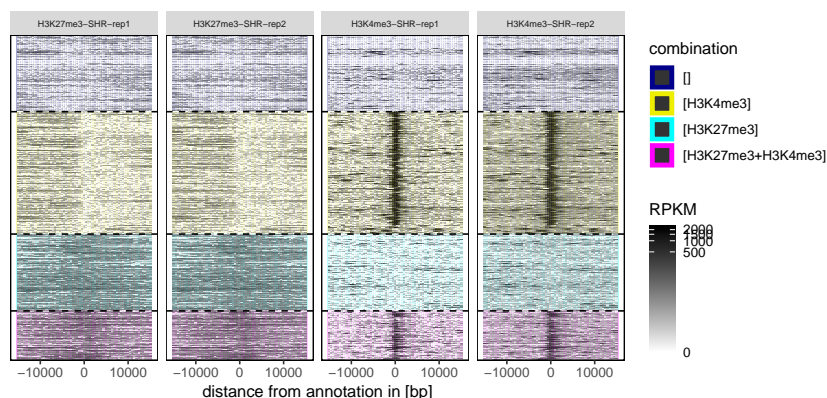 H3K27me3−SHR−rep1 H3K27me3−SHR−rep2 H3K4me3−SHR−rep1 H3K4me3−SHR−rep2
combination
[]
[H3K4me3]
[H3K27me3]
[H3K27me3+H3K4me3]
RPKM
2000
1500
1000
500
0
−10000 0 10000 −10000 0 10000 −10000 0 10000 −10000 0 10000
distance from annotation in [bp]